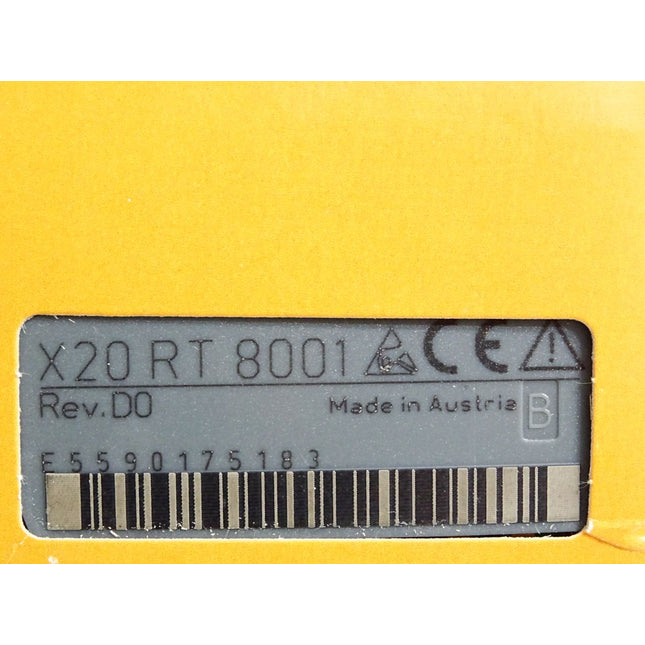 X20 RT 8001 CE
Rev. D0 Made in Austria B
E5590175183